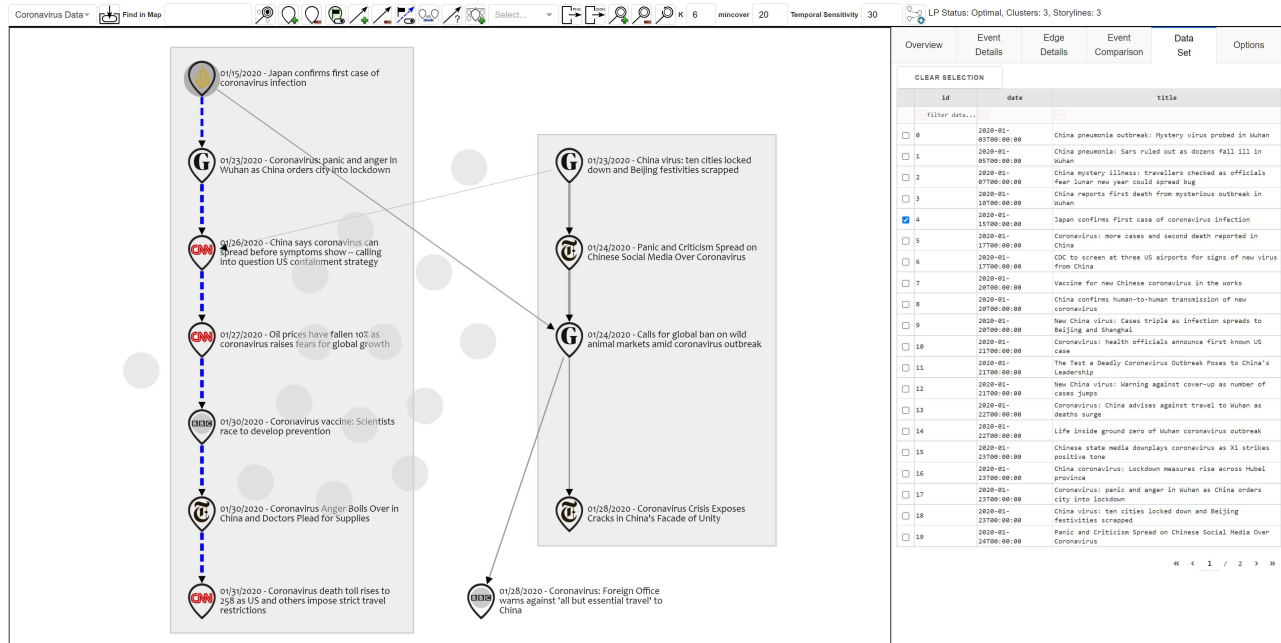 Coronavirus Data
Find in Map
Select...
K 6
mincover 20
Temporal Sensitivity 30
LP Status: Optimal, Clusters: 3, Storylines: 3
01/15/2020 - Japan confirms first case of
coronavirus infection
G
01/23/2020 - Coronavirus: panic and anger in
Wuhan as China orders city into lockdown
CNN
01/26/2020 - China says coronavirus can
spread before symptoms show – calling
into question US containment strategy
CNN
01/27/2020 - Oil prices have fallen 10% as
coronavirus raises fears for global growth
BBC
01/30/2020 - Coronavirus vaccine: Scientists
race to develop prevention
T
01/30/2020 - Coronavirus Anger Boils Over in
China and Doctors Plead for Supplies
CNN
01/31/2020 - Coronavirus death toll rises to
258 as US and others impose strict travel
restrictions
G
01/23/2020 - China virus: ten cities locked
down and Beijing festivities scrapped
T
01/24/2020 - Panic and Criticism Spread on
Chinese Social Media Over Coronavirus
G
01/24/2020 - Calls for global ban on wild
animal markets amid coronavirus outbreak
T
01/28/2020 - Coronavirus Crisis Exposes
Cracks in China's Facade of Unity
BBC
01/28/2020 - Coronavirus: Foreign Office
warns against 'all but essential travel' to
China
Overview
Event
Details
Edge
Details
Event
Comparison
Data
Set
Options
CLEAR SELECTION
id date title
filter data...
0 2020-01-03T00:00:00 China pneumonia outbreak: Mystery virus probed in Wuhan
1 2020-01-05T00:00:00 China pneumonia: Sars ruled out as dozens fall ill in
Wuhan
2 2020-01-07T00:00:00 China mystery illness: travellers checked as officials
fear lunar new year could spread bug
3 2020-01-10T00:00:00 China reports first death from mysterious outbreak in
Wuhan
4 2020-01-15T00:00:00 Japan confirms first case of coronavirus infection
5 2020-01-17T00:00:00 Coronavirus: more cases and second death reported in
China
6 2020-01-17T00:00:00 CDC to screen at three US airports for signs of new virus
from China
7 2020-01-20T00:00:00 Vaccine for new Chinese coronavirus in the works
8 2020-01-20T00:00:00 China confirms human-to-human transmission of new
coronavirus
9 2020-01-20T00:00:00 New China virus: Cases triple as infection spreads to
Beijing and Shanghai
10 2020-01-21T00:00:00 Coronavirus: health officials announce first known US
case
11 2020-01-21T00:00:00 The Test a Deadly Coronavirus Outbreak Poses to China's
Leadership
12 2020-01-21T00:00:00 New China virus: Warning against cover-up as number of
cases jumps
13 2020-01-22T00:00:00 Coronavirus: China advises against travel to Wuhan as
deaths surge
14 2020-01-22T00:00:00 Life inside ground zero of Wuhan coronavirus outbreak
15 2020-01-23T00:00:00 Chinese state media downplays coronavirus as Xi strikes
positive tone
16 2020-01-23T00:00:00 China coronavirus: Lockdown measures rise across Hubei
province
17 2020-01-23T00:00:00 Coronavirus: panic and anger in Wuhan as China orders
city into lockdown
18 2020-01-23T00:00:00 China virus: ten cities locked down and Beijing
festivities scrapped
19 2020-01-24T00:00:00 Panic and Criticism Spread on Chinese Social Media Over
Coronavirus
« < 1 / 2 > »